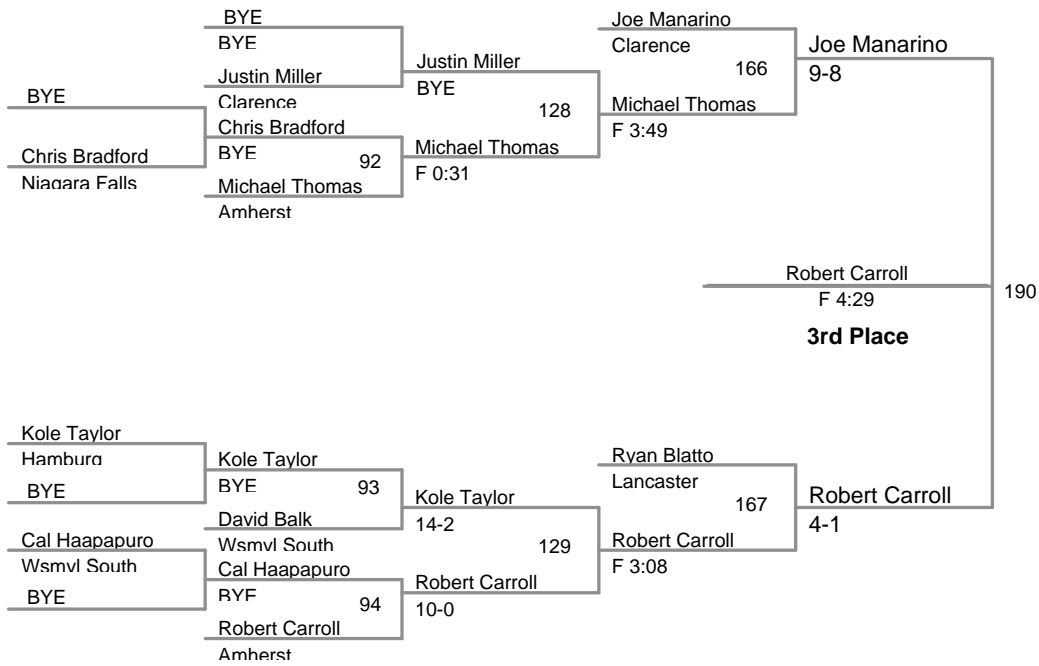 BYE
BYE
Justin Miller
Clarence
BYE
Chris Bradford
Niagara Falls
Chris Bradford
BYE
92
Michael Thomas
Amherst
Justin Miller
BYE
128
Michael Thomas
F 0:31
Joe Manarino
Clarence
166
Michael Thomas
F 3:49
Joe Manarino
9-8
Robert Carroll
F 4:29
3rd Place
190
Kole Taylor
Hamburg
BYE
Cal Haapapuro
Wsmvl South
BYE
Kole Taylor
BYE
93
David Balk
Wsmvl South
Cal Haapapuro
BYE
94
Robert Carroll
Amherst
Kole Taylor
14-2
129
Robert Carroll
10-0
Ryan Blatto
Lancaster
167
Robert Carroll
F 3:08
Robert Carroll
4-1